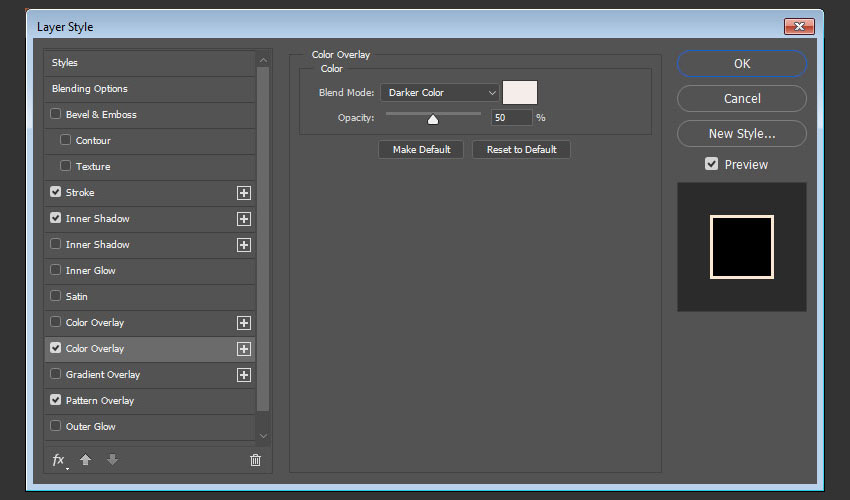 Layer Style
Styles
Blending Options
Bevel & Emboss
Contour
Texture
Stroke
Inner Shadow
Inner Shadow
Inner Glow
Satin
Color Overlay
Color Overlay
Gradient Overlay
Pattern Overlay
Outer Glow
fx
Color Overlay
Color
Blend Mode: Darker Color
Opacity: 50 %
Make Default Reset to Default
OK
Cancel
New Style...
Preview